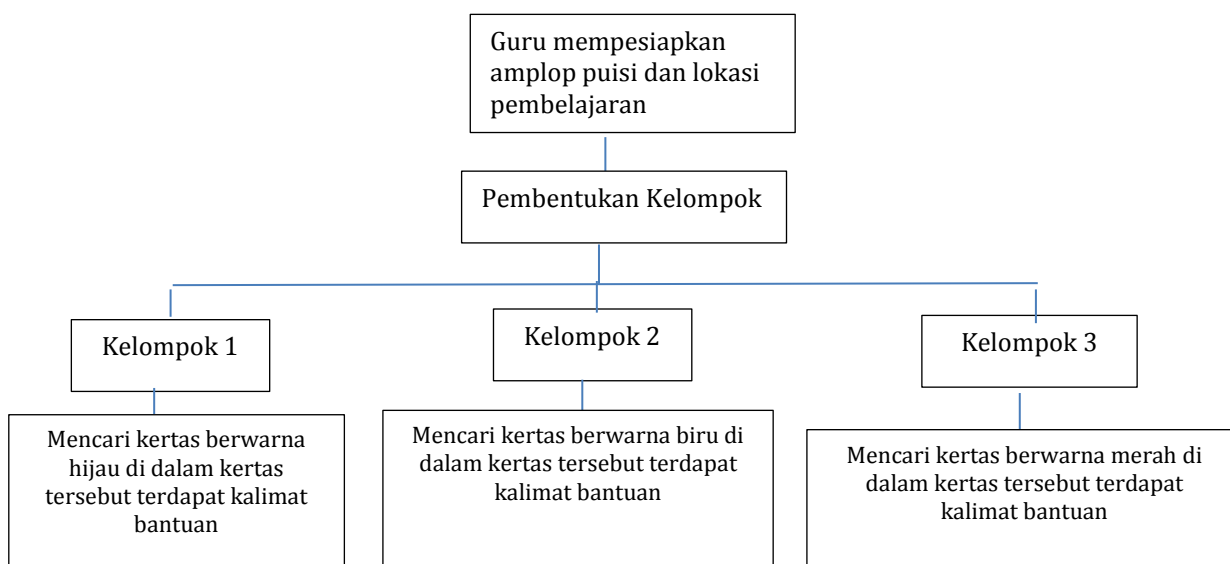 Guru mempesiapkan
amplop puisi dan lokasi
pembelajaran
Pembentukan Kelompok
Kelompok 1
Kelompok 2
Kelompok 3
Mencari kertas berwarna
hijau di dalam kertas
tersebut terdapat kalimat
bantuan
Mencari kertas berwarna biru di
dalam kertas tersebut terdapat
kalimat bantuan
Mencari kertas berwarna merah di
dalam kertas tersebut terdapat
kalimat bantuan